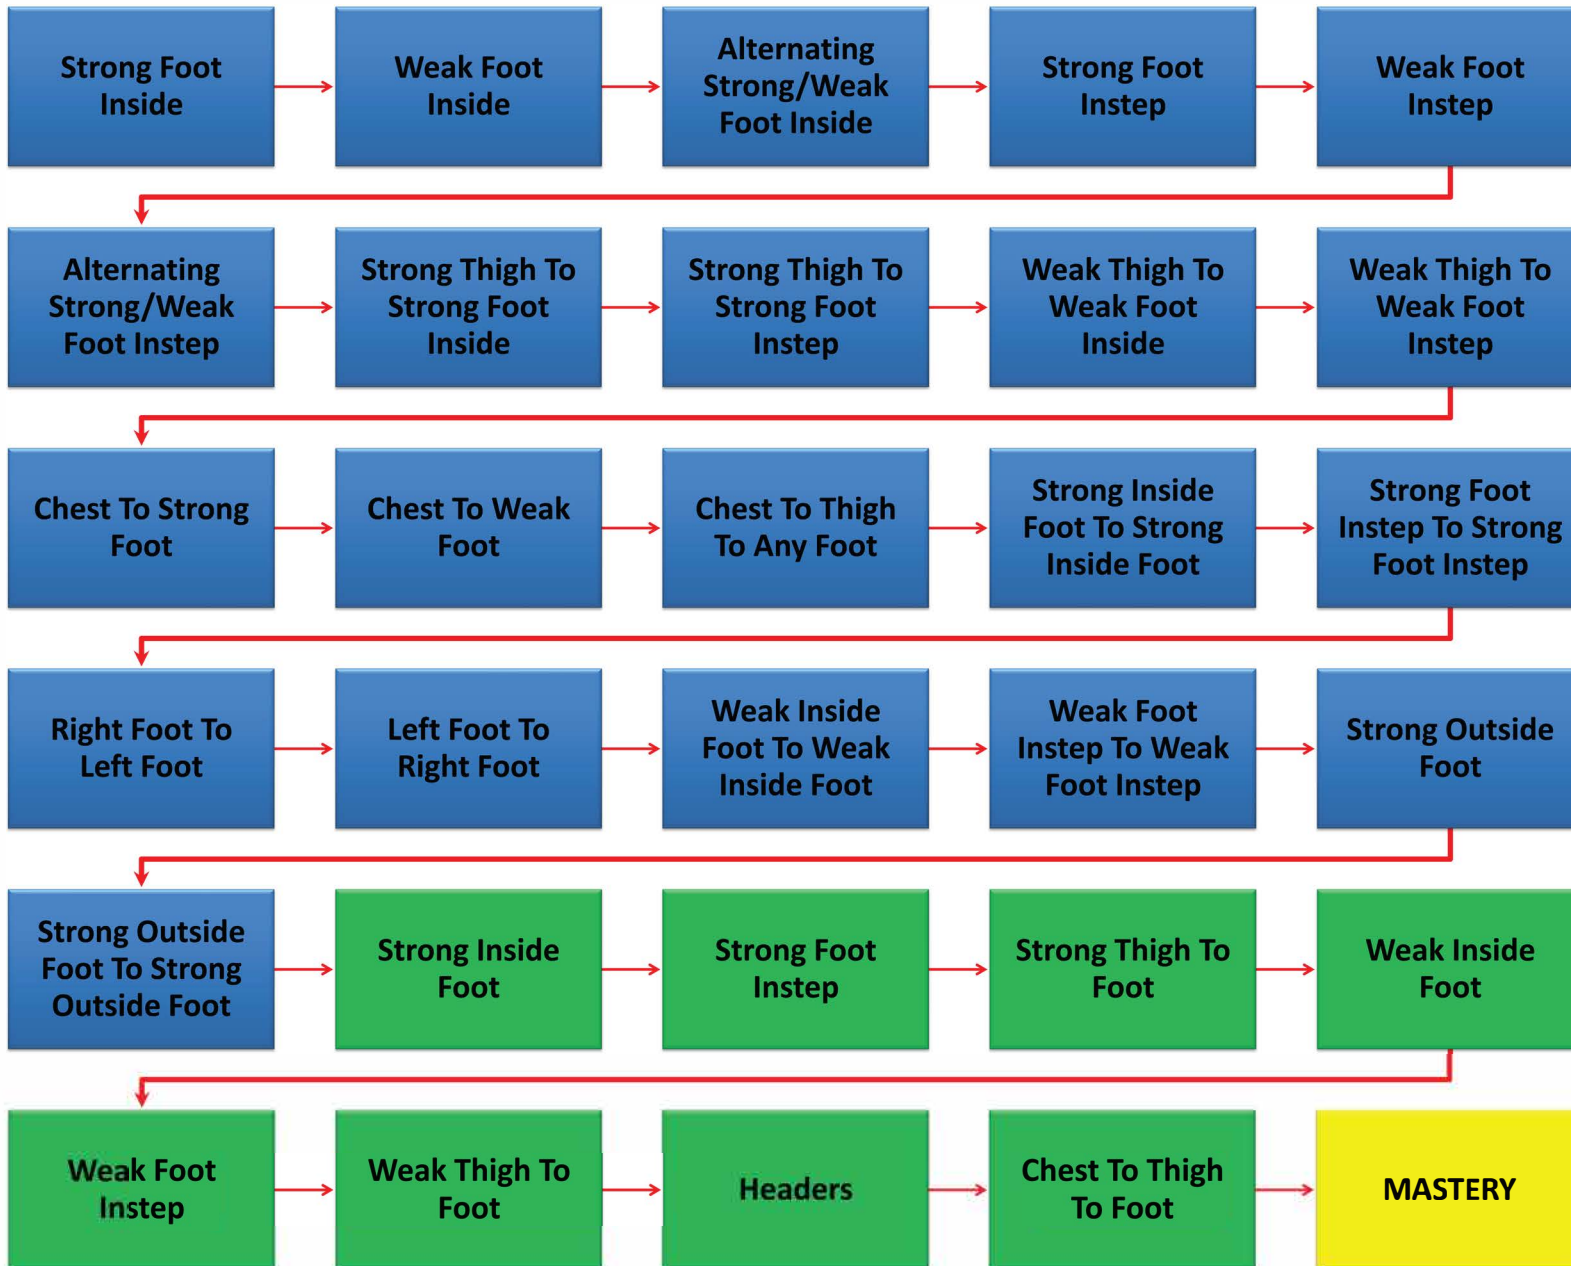 Strong Foot
Inside
Weak Foot
Inside
Alternating
Strong/Weak
Foot Inside
Strong Foot
Instep
Weak Foot
Instep
Alternating
Strong/Weak
Foot Instep
Strong Thigh To
Strong Foot
Inside
Strong Thigh To
Strong Foot
Instep
Weak Thigh To
Weak Foot
Inside
Weak Thigh To
Weak Foot
Instep
Chest To Strong
Foot
Chest To Weak
Foot
Chest To Thigh
To Any Foot
Strong Inside
Foot To Strong
Inside Foot
Strong Foot
Instep To Strong
Foot Instep
Right Foot To
Left Foot
Left Foot To
Right Foot
Weak Inside
Foot To Weak
Inside Foot
Weak Foot
Instep To Weak
Foot Instep
Strong Outside
Foot
Strong Outside
Foot To Strong
Outside Foot
Strong Inside
Foot
Strong Foot
Instep
Strong Thigh To
Foot
Weak Inside
Foot
Weak Foot
Instep
Weak Thigh To
Foot
Headers
Chest To Thigh
To Foot
MASTERY